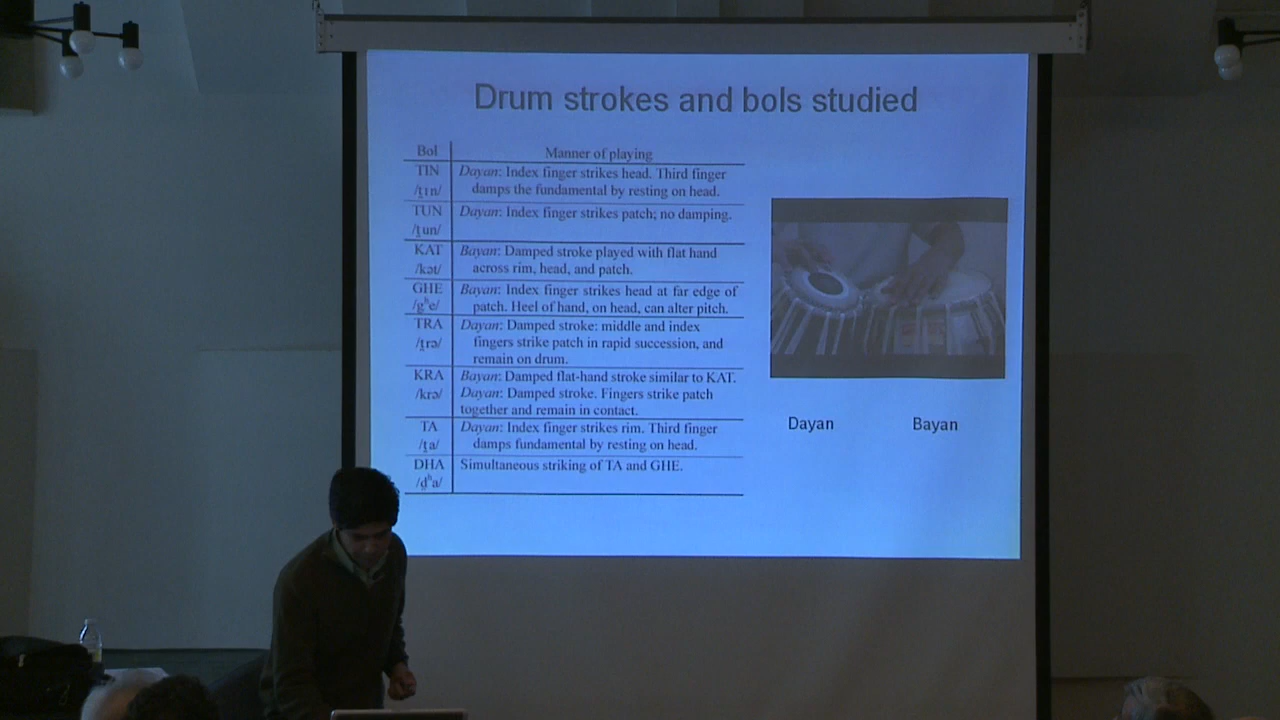 Drum strokes and bols studied
Bol Manner of playing
TIN Dayan: Index finger strikes head. Third finger
/t̪ɪn/ damps the fundamental by resting on head.
TUN Dayan: Index finger strikes patch; no damping.
/t̪un/
KAT Bayan: Damped stroke played with flat hand
/kət/ across rim, head, and patch.
GHE Bayan: Index finger strikes head at far edge of
/gʰe/ patch. Heel of hand, on head, can alter pitch.
TRA Dayan: Damped stroke: middle and index
/t̪rə/ fingers strike patch in rapid succession, and
remain on drum.
KRA Bayan: Damped flat-hand stroke similar to KAT.
/krə/ Dayan: Damped stroke. Fingers strike patch
together and remain in contact.
TA Dayan: Index finger strikes rim. Third finger
/t̪a/ damps fundamental by resting on head.
DHA Simultaneous striking of TA and GHE.
/d̪ʰa/
Dayan Bayan